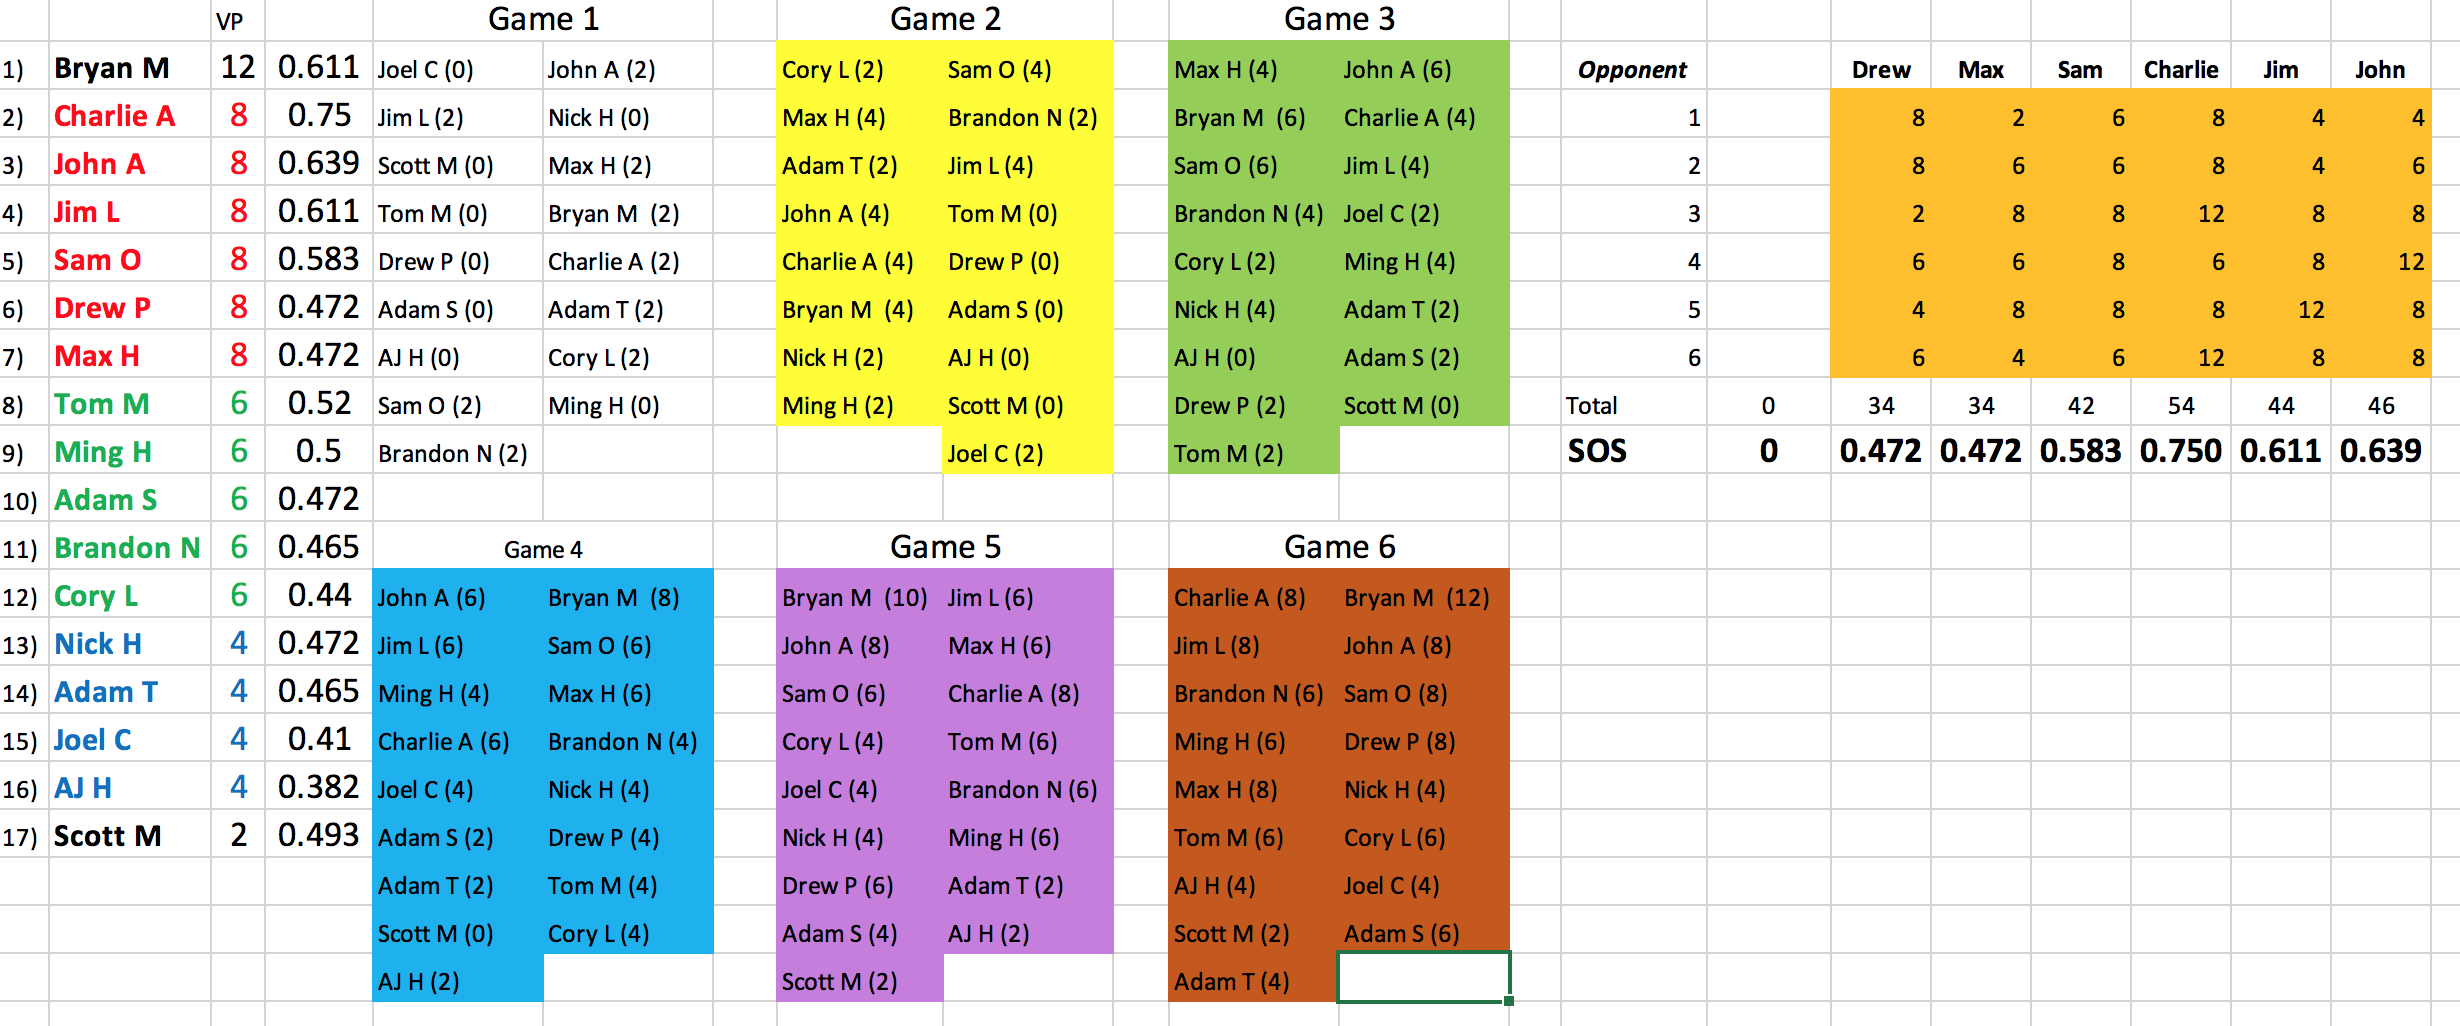 VP Game 1 Game 2 Game 3
1) Bryan M 12 0.611 Joel C (0) John A (2) Cory L (2) Sam O (4) Max H (4) John A (6) Opponent Drew Max Sam Charlie Jim John
2) Charlie A 8 0.75 Jim L (2) Nick H (0) Max H (4) Brandon N (2) Bryan M (6) Charlie A (4) 1 8 2 6 8 4 4
3) John A 8 0.639 Scott M (0) Max H (2) Adam T (2) Jim L (4) Sam O (6) Jim L (4) 2 8 6 6 8 4 6
4) Jim L 8 0.611 Tom M (0) Bryan M (2) John A (4) Tom M (0) Brandon N (4) Joel C (2) 3 2 8 8 12 8 8
5) Sam O 8 0.583 Drew P (0) Charlie A (2) Charlie A (4) Drew P (0) Cory L (2) Ming H (4) 4 6 6 8 6 8 12
6) Drew P 8 0.472 Adam S (0) Adam T (2) Bryan M (4) Adam S (0) Nick H (4) Adam T (2) 5 4 8 8 8 12 8
7) Max H 8 0.472 AJ H (0) Cory L (2) Nick H (2) AJ H (0) AJ H (0) Adam S (2) 6 6 4 6 12 8 8
8) Tom M 6 0.52 Sam O (2) Ming H (0) Ming H (2) Scott M (0) Drew P (2) Scott M (0) Total 0 34 34 42 54 44 46
9) Ming H 6 0.5 Brandon N (2) Joel C (2) Tom M (2) SOS 0 0.472 0.472 0.583 0.750 0.611 0.639
10) Adam S 6 0.472
11) Brandon N 6 0.465 Game 4 Game 5 Game 6
12) Cory L 6 0.44 John A (6) Bryan M (8) Bryan M (10) Jim L (6) Charlie A (8) Bryan M (12)
13) Nick H 4 0.472 Jim L (6) Sam O (6) John A (8) Max H (6) Jim L (8) John A (8)
14) Adam T 4 0.465 Ming H (4) Max H (6) Sam O (6) Charlie A (8) Brandon N (6) Sam O (8)
15) Joel C 4 0.41 Charlie A (6) Brandon N (4) Cory L (4) Tom M (6) Ming H (6) Drew P (8)
16) AJ H 4 0.382 Joel C (4) Nick H (4) Joel C (4) Brandon N (6) Max H (8) Nick H (4)
17) Scott M 2 0.493 Adam S (2) Drew P (4) Nick H (4) Ming H (6) Tom M (6) Cory L (6)
Adam T (2) Tom M (4) Drew P (6) Adam T (2) AJ H (4) Joel C (4)
Scott M (0) Cory L (4) Adam S (4) AJ H (2) Scott M (2) Adam S (6)
AJ H (2) Scott M (2) Adam T (4)